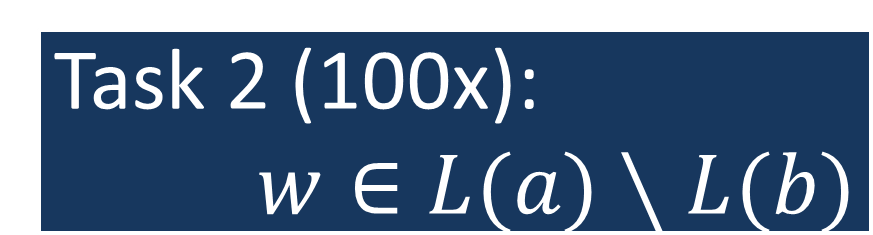 Task 2 (100x):
𝑤 ∈ 𝐿(𝑎) ∖ 𝐿(𝑏)